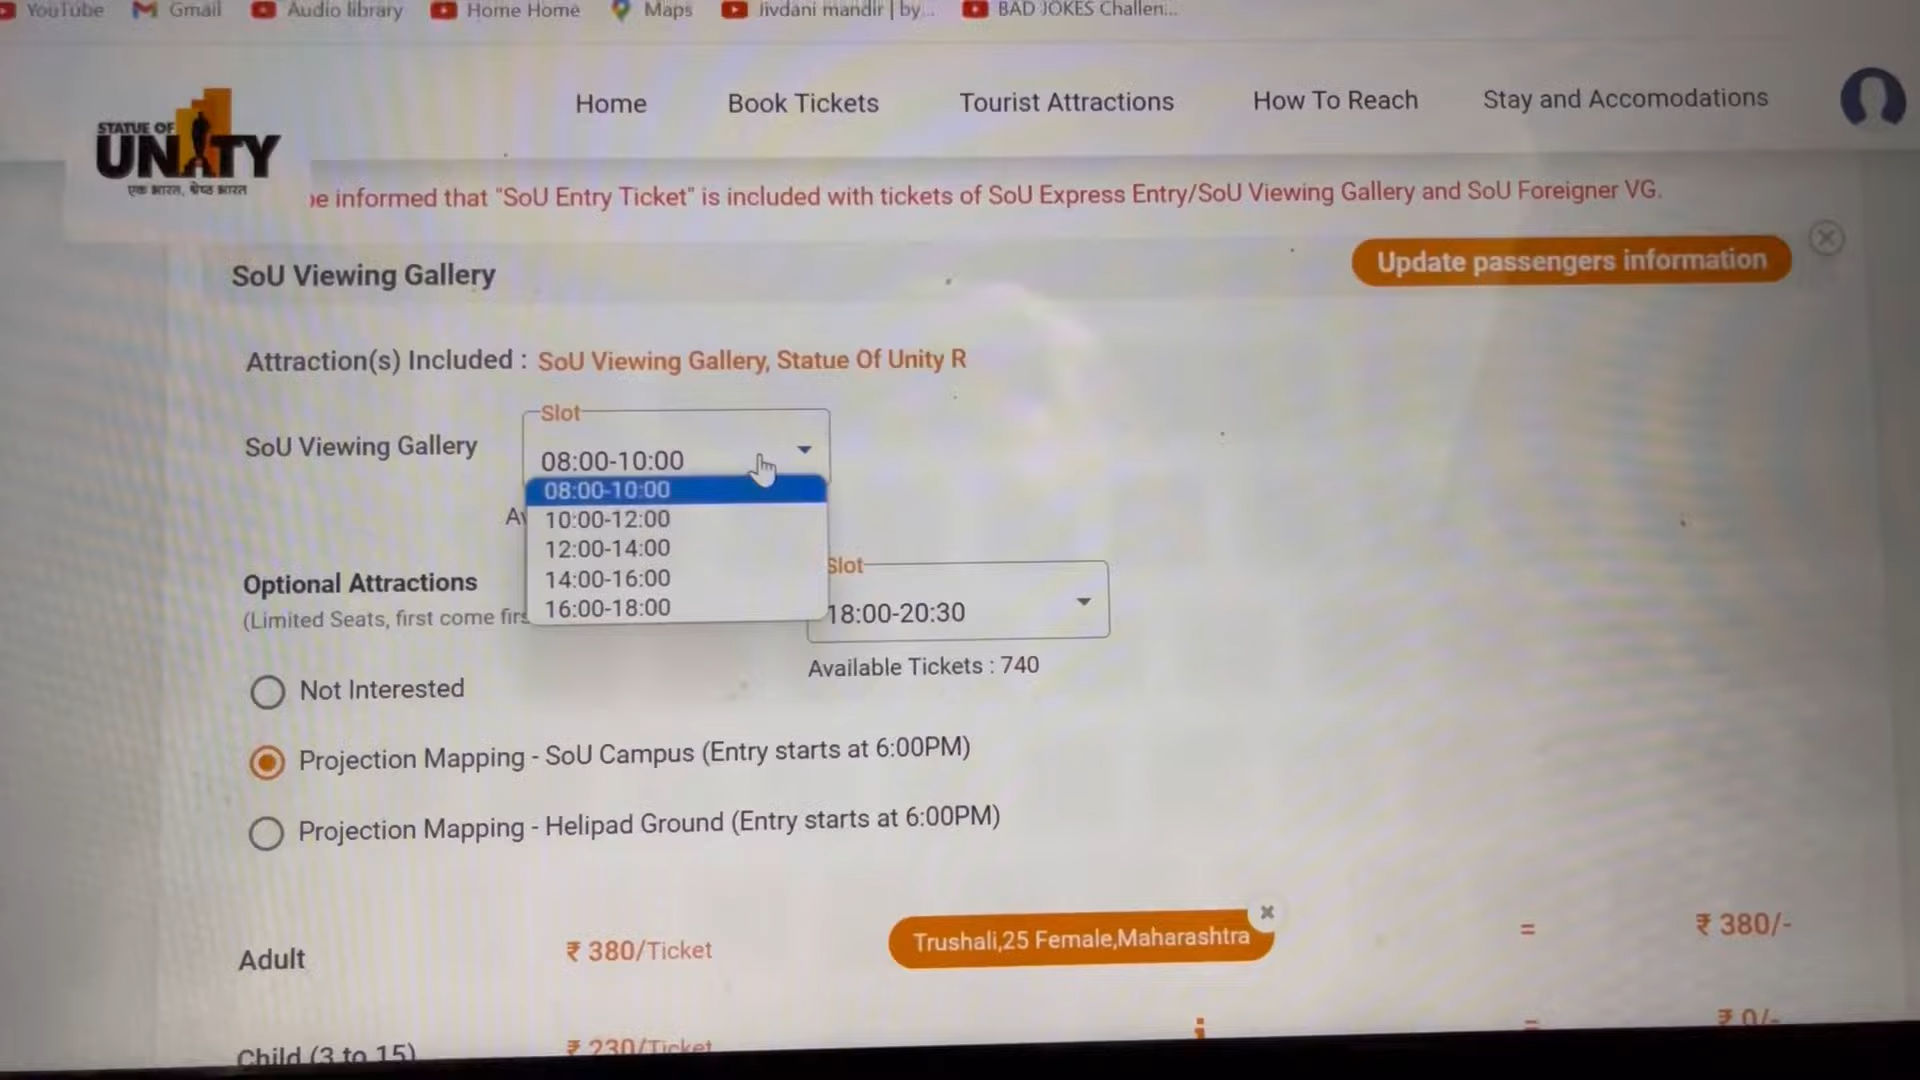 YouTube Gmail Audio library Home Home Maps Jivdani mandir | by... BAD JOKES Challen...
STATUE OF
UNITY
एक भारत, श्रेष्ठ भारत
Home Book Tickets Tourist Attractions How To Reach Stay and Accomodations
be informed that "SoU Entry Ticket" is included with tickets of SoU Express Entry/SoU Viewing Gallery and SoU Foreigner VG.
SoU Viewing Gallery
Update passengers information
Attraction(s) Included : SoU Viewing Gallery, Statue Of Unity R
Slot
SoU Viewing Gallery
08:00-10:00
08:00-10:00
10:00-12:00
12:00-14:00
14:00-16:00
16:00-18:00
Optional Attractions
(Limited Seats, first come firs
Slot
18:00-20:30
Available Tickets : 740
Not Interested
Projection Mapping - SoU Campus (Entry starts at 6:00PM)
Projection Mapping - Helipad Ground (Entry starts at 6:00PM)
Adult ₹ 380/Ticket Trushali,25 Female,Maharashtra = ₹ 380/-
Child (3 to 15) ₹ 230/Ticket = ₹ 0/-